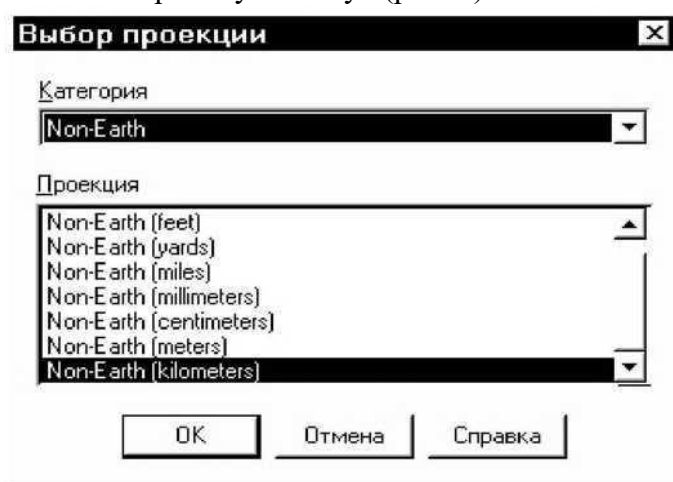 Выбор проекции
Категория
Non-Earth
Проекция
Non-Earth (feet)
Non-Earth (yards)
Non-Earth (miles)
Non-Earth (millimeters)
Non-Earth (centimeters)
Non-Earth (meters)
Non-Earth (kilometers)
OK Отмена Справка